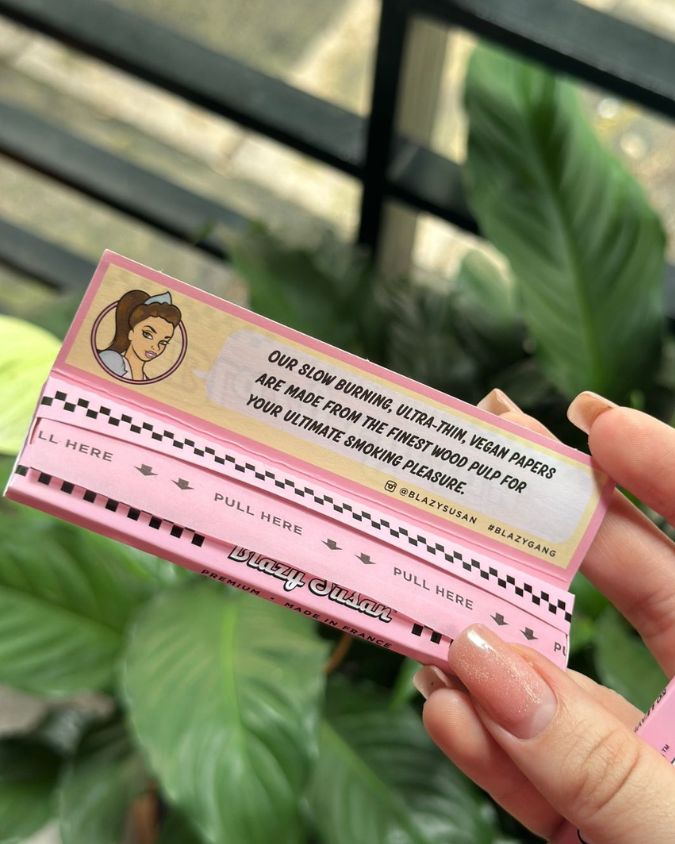 OUR SLOW BURNING, ULTRA-THIN, VEGAN PAPERS
ARE MADE FROM THE FINEST WOOD PULP FOR
YOUR ULTIMATE SMOKING PLEASURE.
@BLAZYSUSAN #BLAZYGANG
LL HERE PULL HERE PULL HERE PU
Blazy Susan
PREMIUM • MADE IN FRANCE